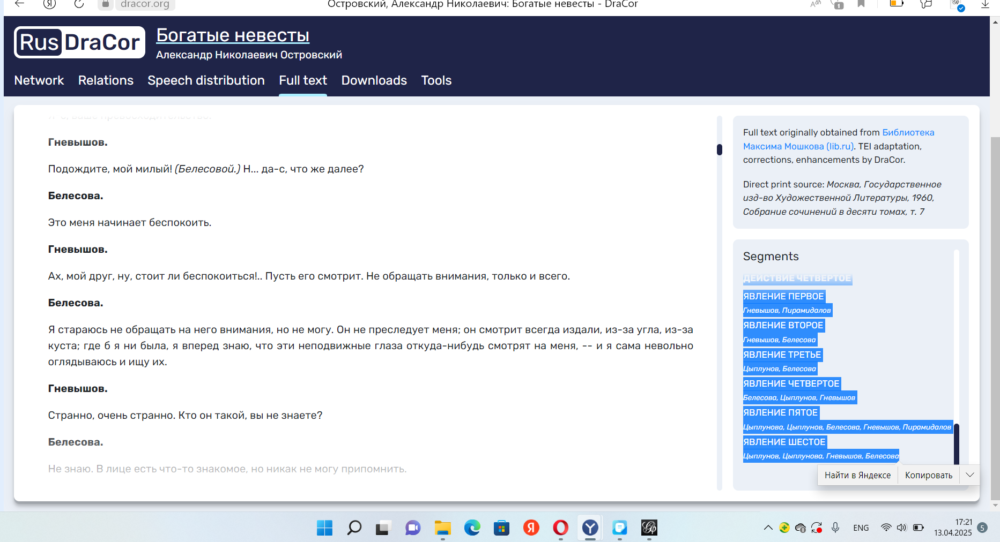 dracor.org
Островский, Александр Николаевич: Богатые невесты - DraCor
1
RusDraCor
Богатые невесты
Александр Николаевич Островский
Network Relations Speech distribution Full text Downloads Tools
Я-с, ваше превосходительство.
Гневышов.
Подождите, мой милый! (Белесовой.) Н... да-с, что же далее?
Белесова.
Это меня начинает беспокоить.
Гневышов.
Ах, мой друг, ну, стоит ли беспокоиться!.. Пусть его смотрит. Не обращать внимания, только и всего.
Белесова.
Я стараюсь не обращать на него внимания, но не могу. Он не преследует меня; он смотрит всегда издали, из-за угла, из-за
куста; где б я ни была, я вперед знаю, что эти неподвижные глаза откуда-нибудь смотрят на меня, -- и я сама невольно
оглядываюсь и ищу их.
Гневышов.
Странно, очень странно. Кто он такой, вы не знаете?
Белесова.
Не знаю. В лице есть что-то знакомое, но никак не могу припомнить.
Full text originally obtained from Библиотека
Максима Мошкова (lib.ru). TEI adaptation,
corrections, enhancements by DraCor.
Direct print source: Москва, Государственное
изд-во Художественной Литературы, 1960,
Собрание сочинений в десяти томах, т. 7
Segments
ДЕЙСТВИЕ ЧЕТВЕРТОЕ
ЯВЛЕНИЕ ПЕРВОЕ
Гневышов, Пирамидалов
ЯВЛЕНИЕ ВТОРОЕ
Гневышов, Белесова
ЯВЛЕНИЕ ТРЕТЬЕ
Цыплунов, Белесова
ЯВЛЕНИЕ ЧЕТВЕРТОЕ
Белесова, Цыплунов, Гневышов
ЯВЛЕНИЕ ПЯТОЕ
Цыплунова, Цыплунов, Белесова, Гневышов, Пирамидалов
ЯВЛЕНИЕ ШЕСТОЕ
Цыплунов, Цыплунова, Гневышов, Белесова
Найти в Яндексе Копировать
ENG
17:21
13.04.2025
5